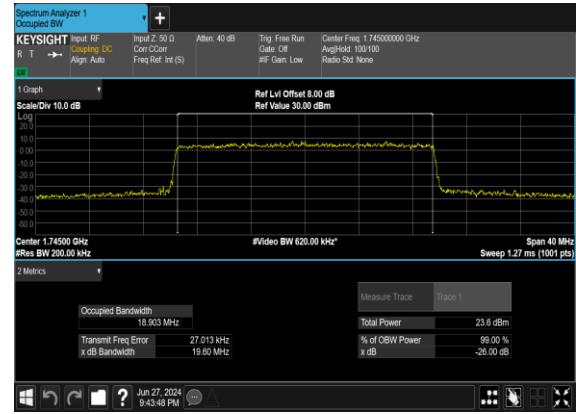 Spectrum Analyzer 1
Occupied BW
+
KEYSIGHT Input: RF Input Z: 50 Ω Atten: 40 dB Trig: Free Run Center Freq: 1.745000000 GHz
R T Coupling: DC Corr CCorr Gate: Off Avg|Hold: 100/100
Align: Auto Freq Ref: Int (S) #IF Gain: Low Radio Std: None
1 Graph
Ref Lvl Offset 8.00 dB
Scale/Div 10.0 dB Ref Value 30.00 dBm
Log
20.0
10.0
0.00
-10.0
-20.0
-30.0
-40.0
-50.0
-60.0
Center 1.74500 GHz #Video BW 620.00 kHz* Span 40 MHz
#Res BW 200.00 kHz Sweep 1.27 ms (1001 pts)
2 Metrics
Measure Trace Trace 1
Occupied Bandwidth
18.903 MHz Total Power 23.6 dBm
Transmit Freq Error 27.013 kHz % of OBW Power 99.00 %
x dB Bandwidth 19.60 MHz x dB -26.00 dB
?
Jun 27, 2024
9:43:48 PM